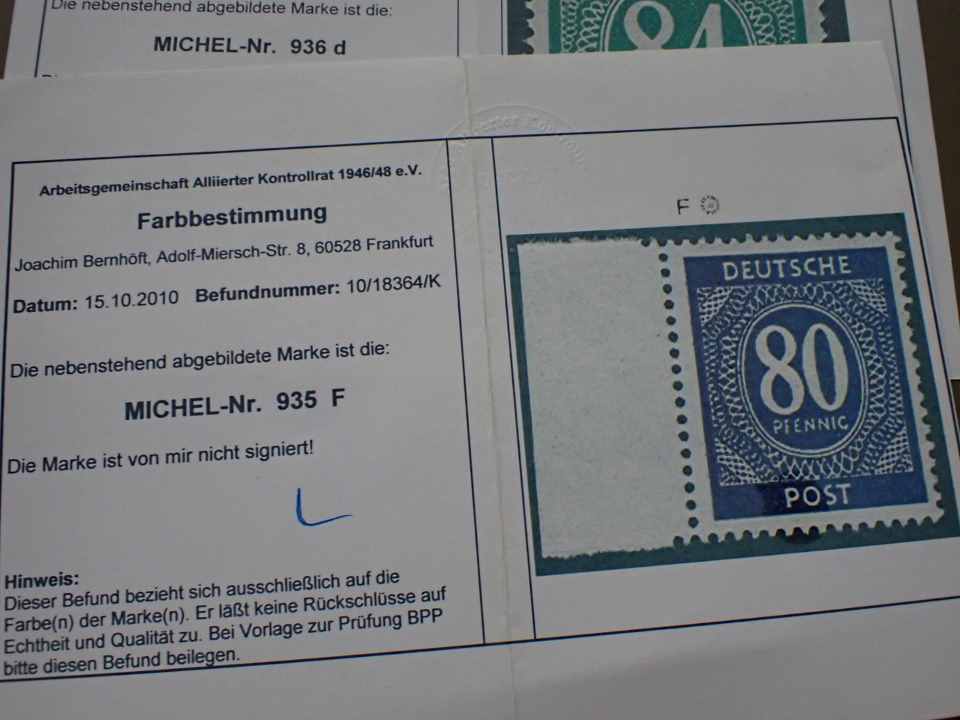 Die nebenstehend abgebildete Marke ist die:
MICHEL-Nr. 936 d
84
Arbeitsgemeinschaft Alliierter Kontrollrat 1946/48 e.V.
Farbbestimmung
Joachim Bernhöft, Adolf-Miersch-Str. 8, 60528 Frankfurt
Datum: 15.10.2010 Befundnummer: 10/18364/K
Die nebenstehend abgebildete Marke ist die:
MICHEL-Nr. 935 F
Die Marke ist von mir nicht signiert!
Hinweis:
Dieser Befund bezieht sich ausschließlich auf die
Farbe(n) der Marke(n). Er läßt keine Rückschlüsse auf
Echtheit und Qualität zu. Bei Vorlage zur Prüfung BPP
bitte diesen Befund beilegen.
F
DEUTSCHE
80
PFENNIG
POST